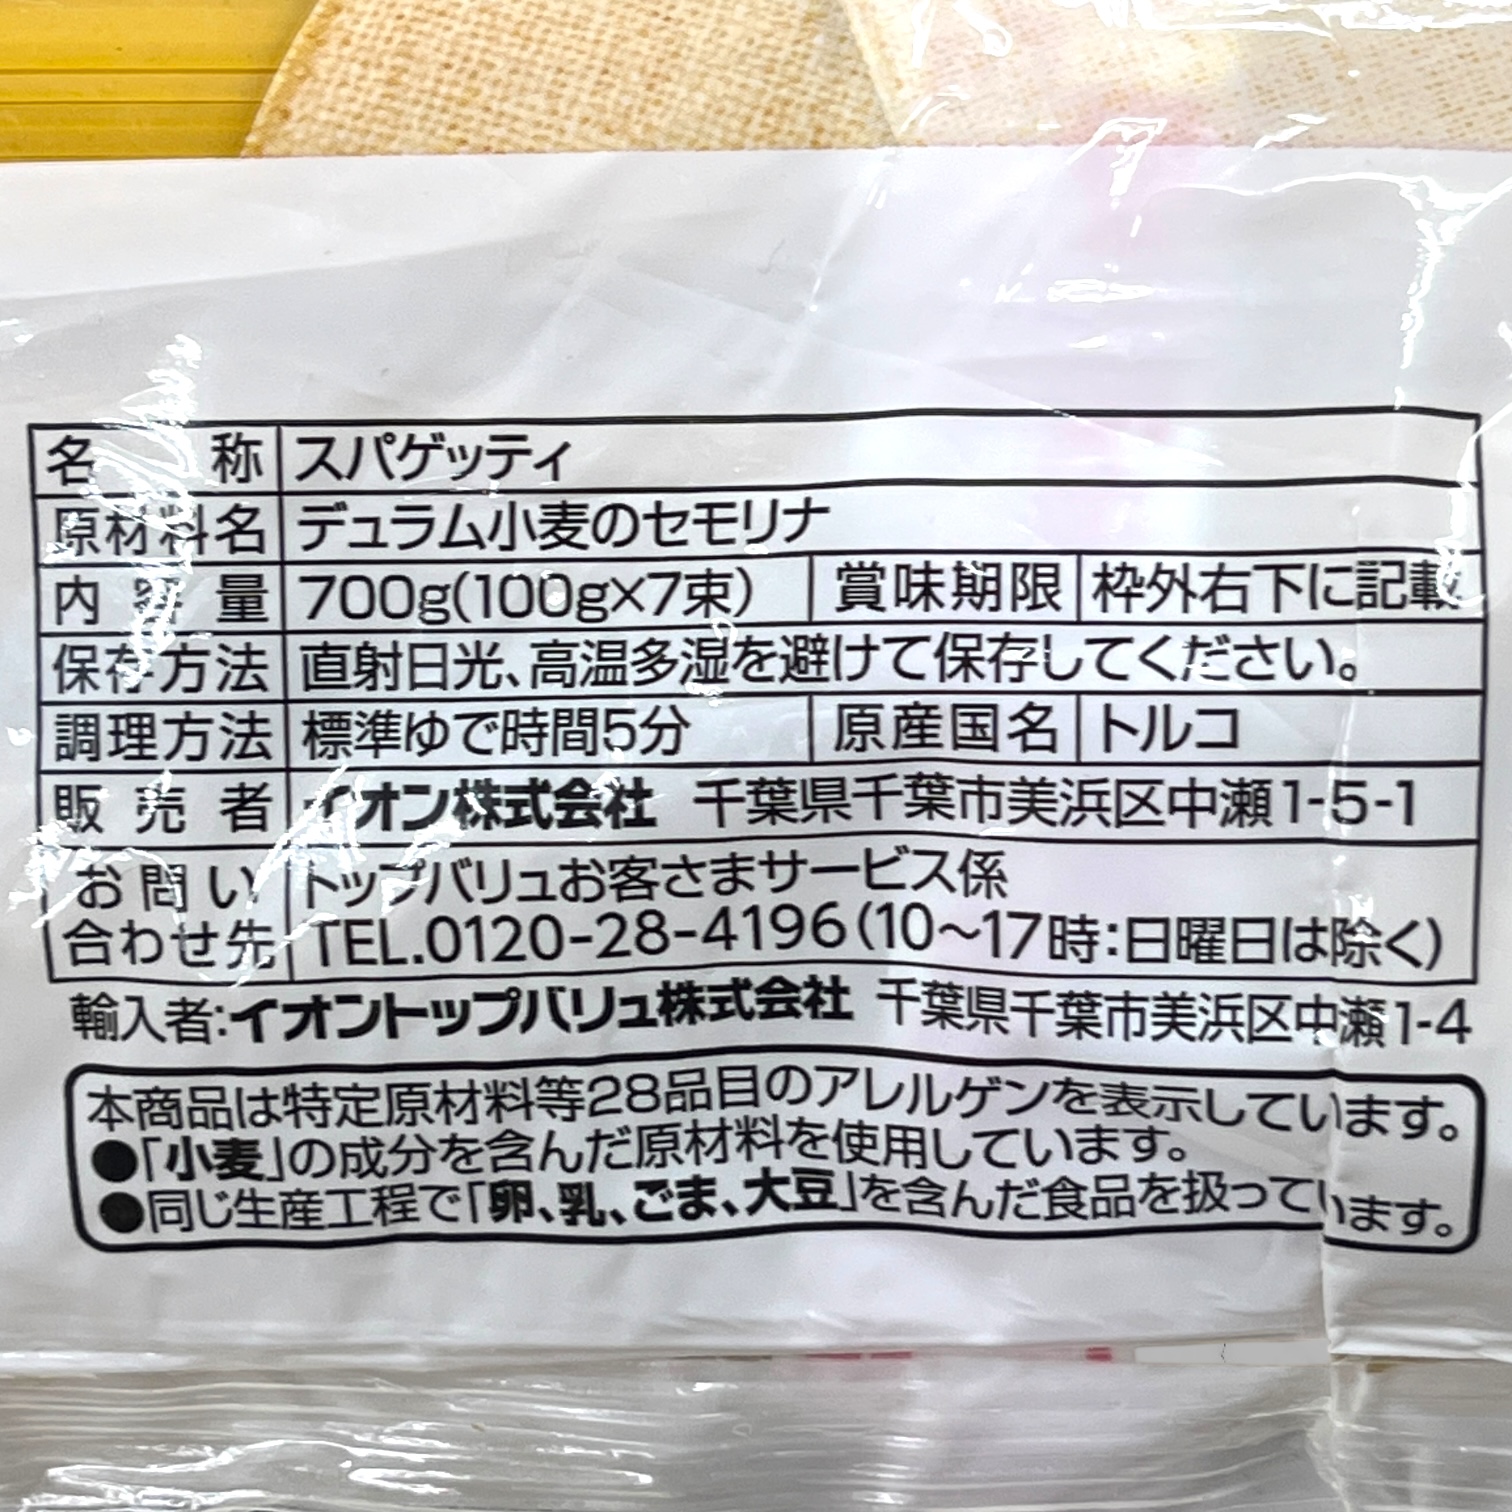 名称 スパゲッティ
原材料名 デュラム小麦のセモリナ
内容量 700g(100g×7束) 賞味期限 枠外右下に記載
保存方法 直射日光、高温多湿を避けて保存してください。
調理方法 標準ゆで時間5分 原産国名 トルコ
販売者 イオン株式会社 千葉県千葉市美浜区中瀬1-5-1
お問い トップバリュお客さまサービス係
合わせ先 TEL.0120-28-4196(10〜17時:日曜日は除く)
輸入者:イオントップバリュ株式会社 千葉県千葉市美浜区中瀬1-4
本商品は特定原材料等28品目のアレルゲンを表示しています。
●「小麦」の成分を含んだ原材料を使用しています。
●同じ生産工程で「卵、乳、ごま、大豆」を含んだ食品を扱っています。